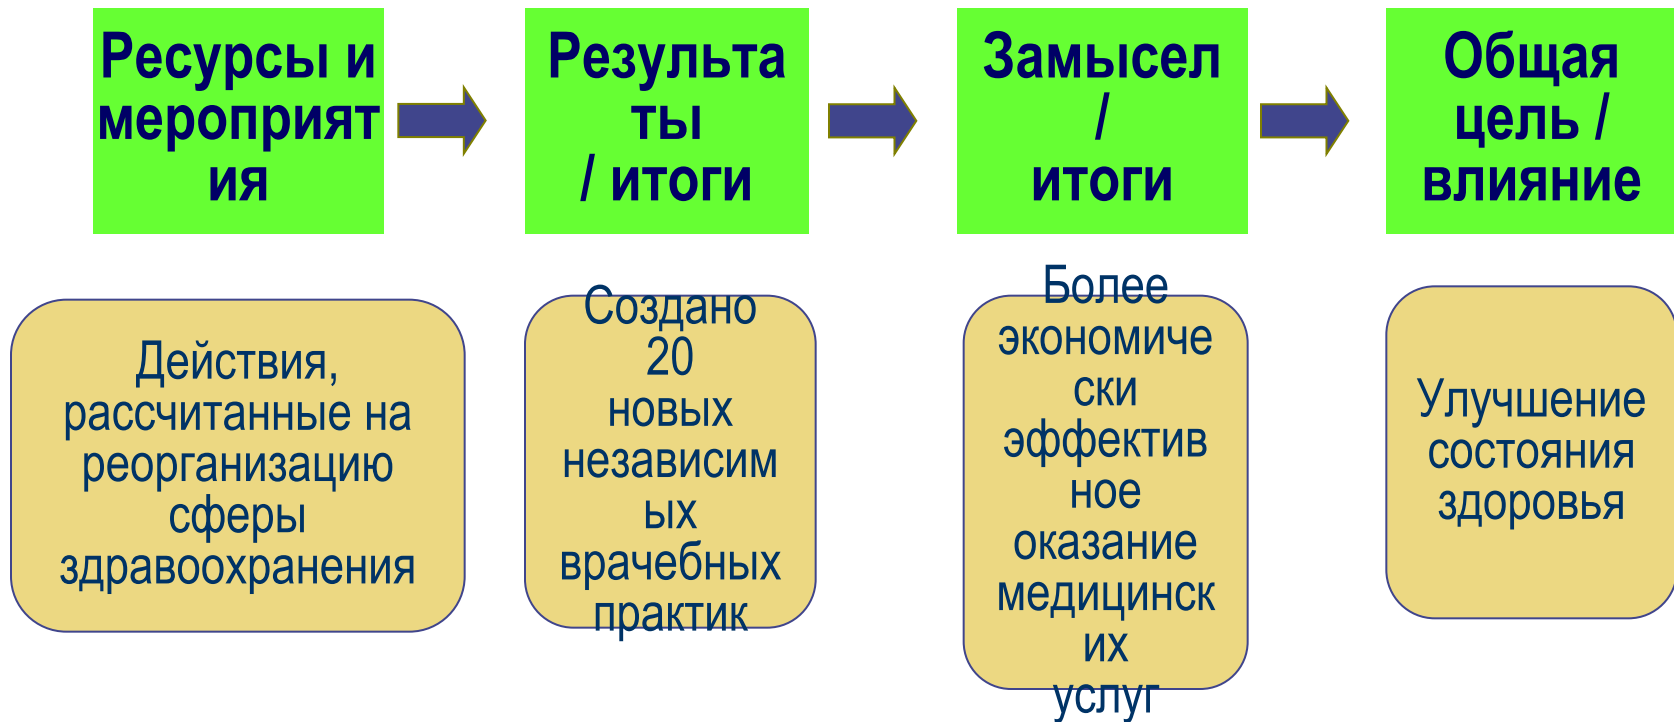 Ресурсы и
мероприят
ия
Результа
ты
/ итоги
Замысел
/
итоги
Общая
цель /
влияние
Действия,
рассчитанные на
реорганизацию
сферы
здравоохранения
Создано
20
новых
независим
ых
врачебных
практик
Более
экономиче
ски
эффектив
ное
оказание
медицинск
их
услуг
Улучшение
состояния
здоровья